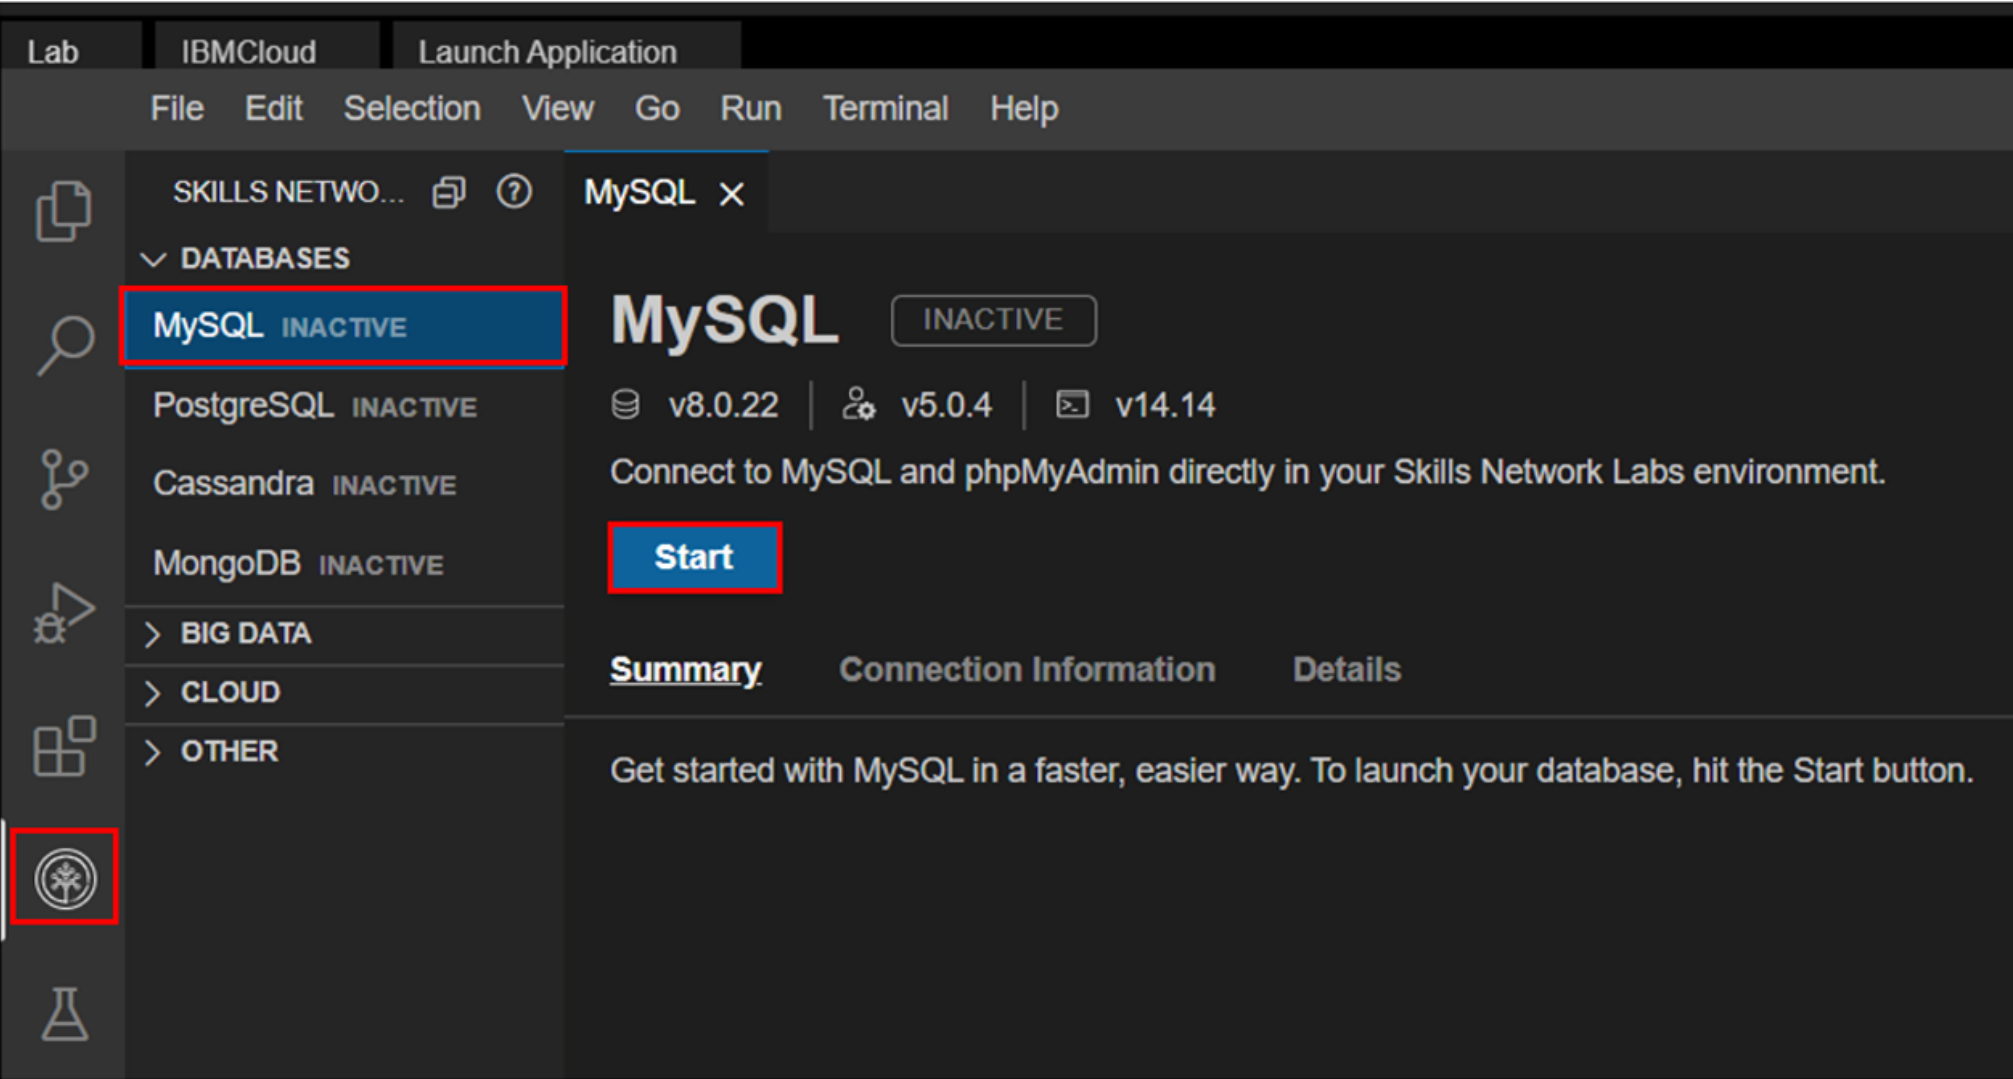 Lab IBMCloud Launch Application
File Edit Selection View Go Run Terminal Help
SKILLS NETWO...
DATABASES
MySQL INACTIVE
PostgreSQL INACTIVE
Cassandra INACTIVE
MongoDB INACTIVE
BIG DATA
CLOUD
OTHER
MySQL
MySQL INACTIVE
v8.0.22 v5.0.4 v14.14
Connect to MySQL and phpMyAdmin directly in your Skills Network Labs environment.
Start
Summary Connection Information Details
Get started with MySQL in a faster, easier way. To launch your database, hit the Start button.